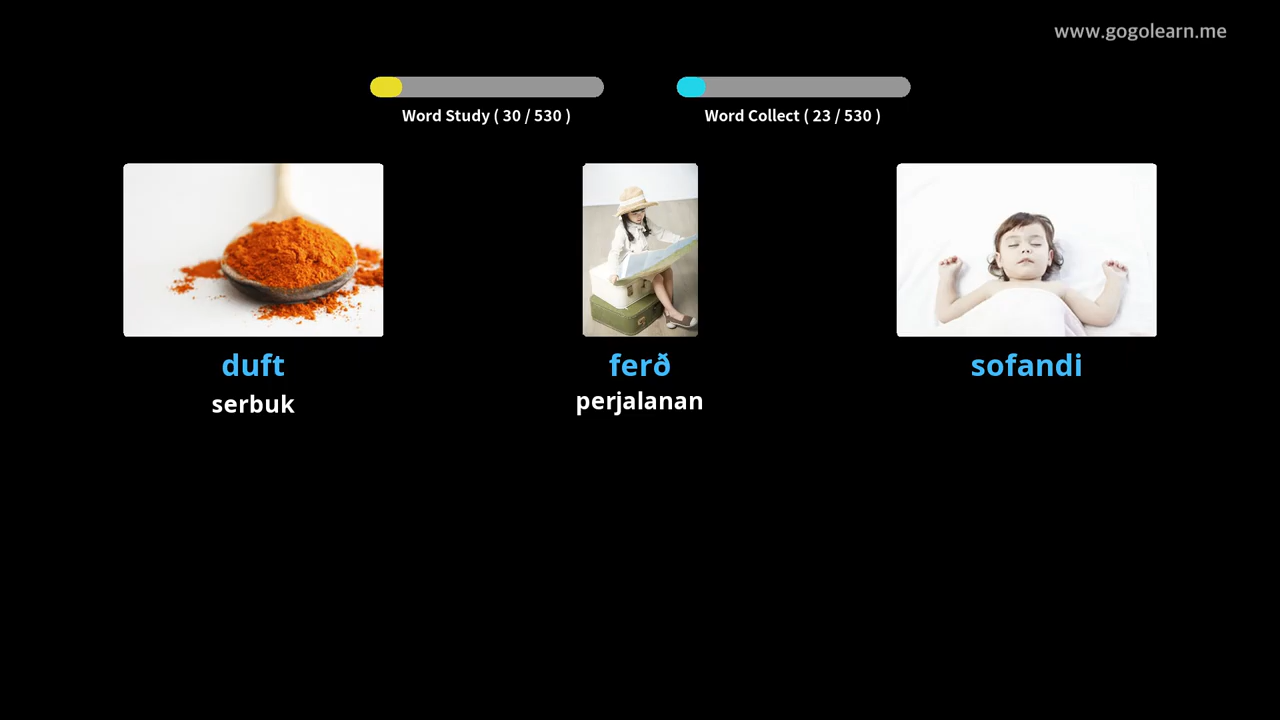 www.gogolearn.me
Word Study ( 30 / 530 )
Word Collect ( 23 / 530 )
duft
ferð
sofandi
serbuk
perjalanan